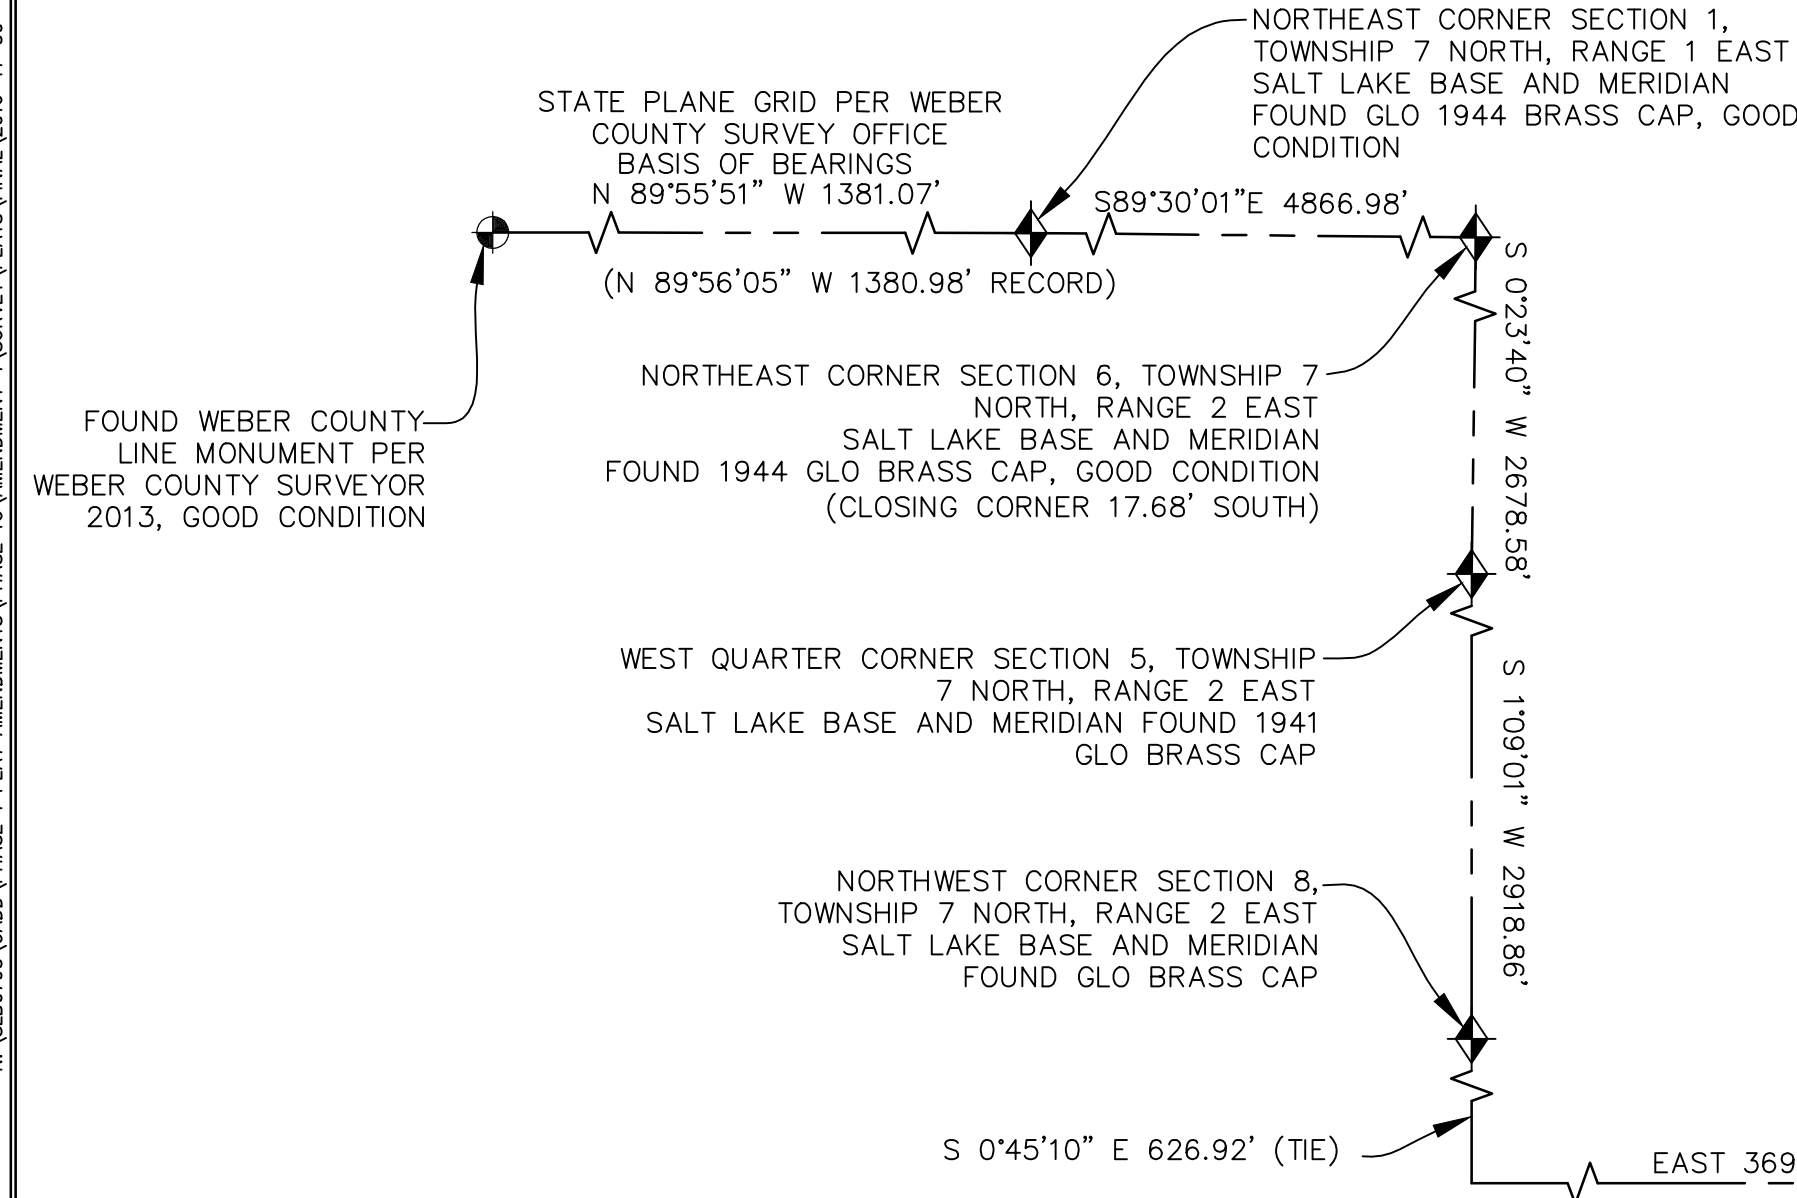 NORTHEAST CORNER SECTION 1,
TOWNSHIP 7 NORTH, RANGE 1 EAST
SALT LAKE BASE AND MERIDIAN
FOUND GLO 1944 BRASS CAP, GOOD
CONDITION
STATE PLANE GRID PER WEBER
COUNTY SURVEY OFFICE
BASIS OF BEARINGS
N 89°55'51" W 1381.07'
S89°30'01"E 4866.98'
(N 89°56'05" W 1380.98' RECORD)
S 0°23'40" W 2678.58'
NORTHEAST CORNER SECTION 6, TOWNSHIP 7
NORTH, RANGE 2 EAST
SALT LAKE BASE AND MERIDIAN
FOUND 1944 GLO BRASS CAP, GOOD CONDITION
(CLOSING CORNER 17.68' SOUTH)
FOUND WEBER COUNTY
LINE MONUMENT PER
WEBER COUNTY SURVEYOR
2013, GOOD CONDITION
WEST QUARTER CORNER SECTION 5, TOWNSHIP
7 NORTH, RANGE 2 EAST
SALT LAKE BASE AND MERIDIAN FOUND 1941
GLO BRASS CAP
S 1°09'01" W 2918.86'
NORTHWEST CORNER SECTION 8,
TOWNSHIP 7 NORTH, RANGE 2 EAST
SALT LAKE BASE AND MERIDIAN
FOUND GLO BRASS CAP
S 0°45'10" E 626.92' (TIE)
EAST 369